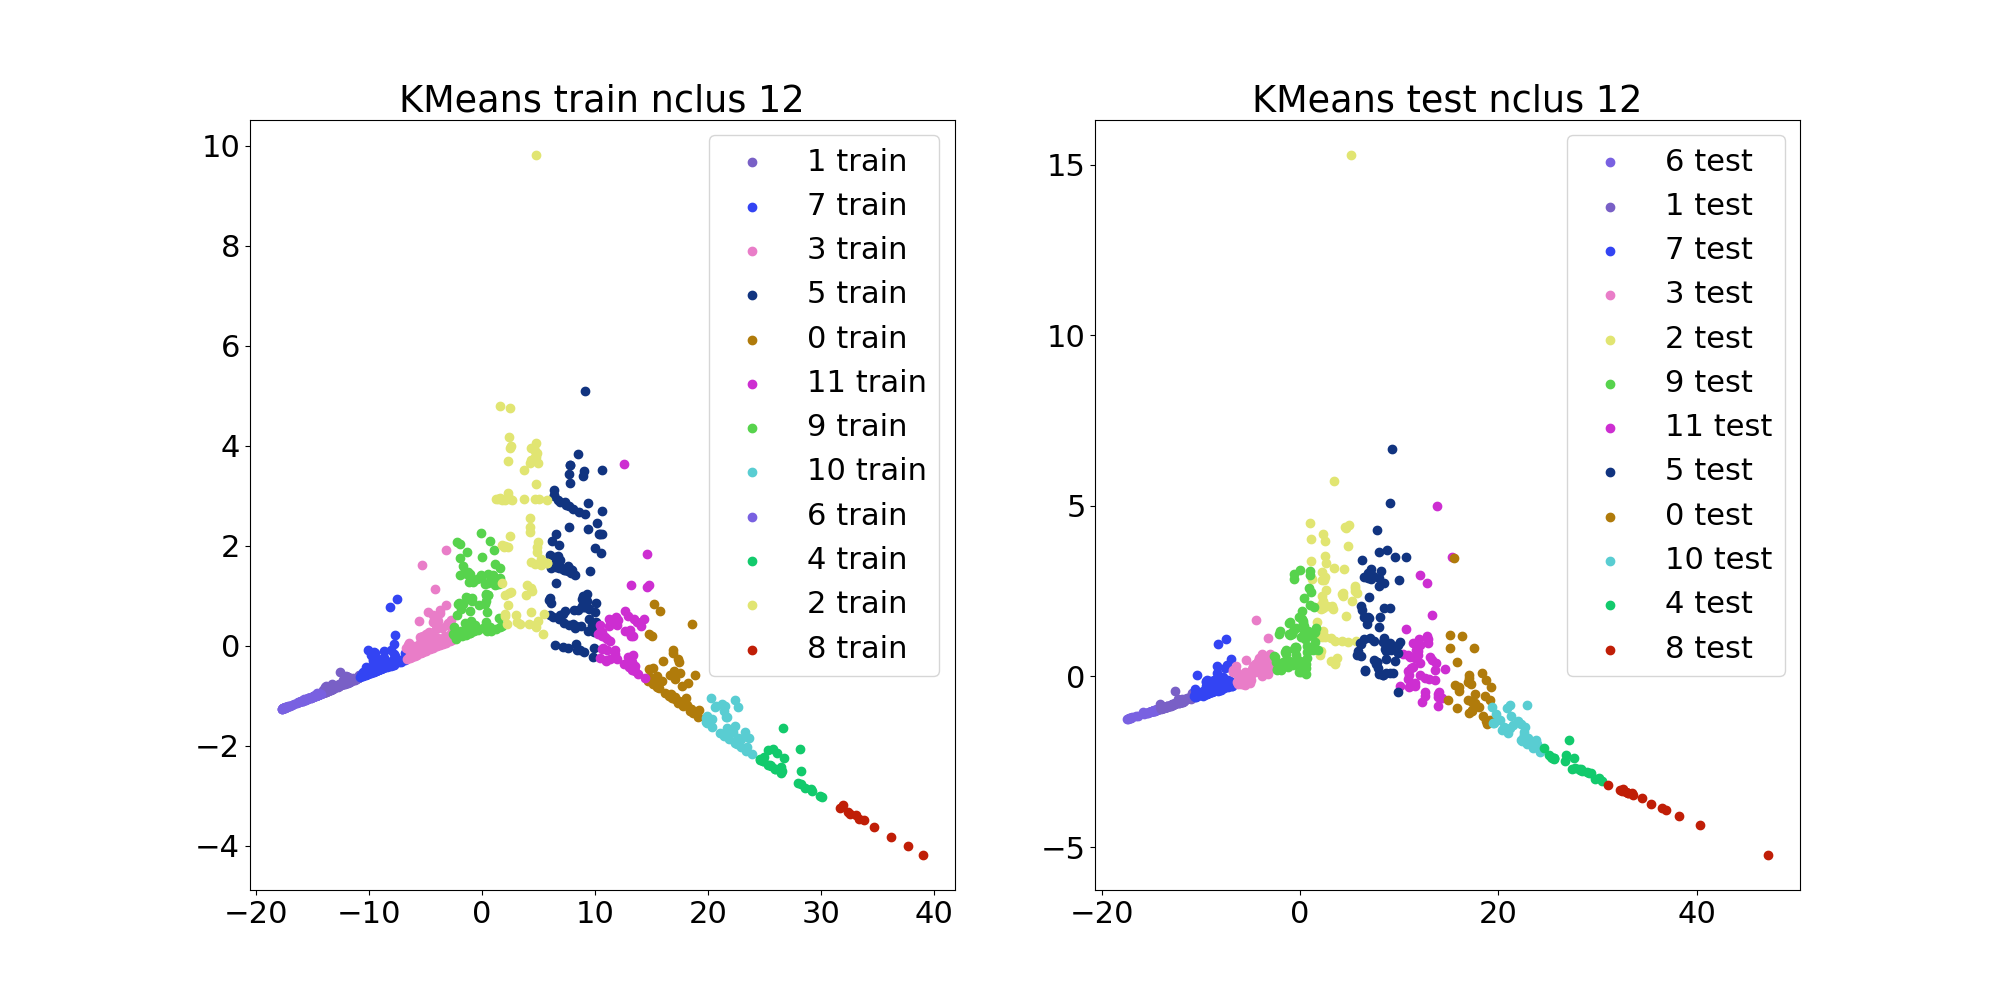 KMeans train nclus 12
10
8
6
4
2
0
−2
−4
−20
−10
0
10
20
30
40
1 train
7 train
3 train
5 train
0 train
11 train
9 train
10 train
6 train
4 train
2 train
8 train
KMeans test nclus 12
15
10
5
0
−5
−20
0
20
40
6 test
1 test
7 test
3 test
2 test
9 test
11 test
5 test
0 test
10 test
4 test
8 test